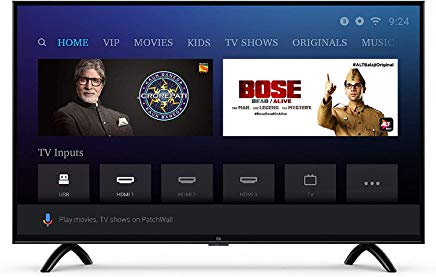 9:24
HOME VIP MOVIES KIDS TV SHOWS ORIGINALS MUSIC
KAUN BANEGA
CROREPATI
BOSE
DEAD / ALIVE
THE MAN. THE LEGEND. THE MYSTERY.
#BoseDeadOrAlive
#ALTBalajiOriginal
ALT
TV Inputs
USB HDMI 1 HDMI 2 HDMI 3 TV
Play movies, TV shows on PatchWall
mi